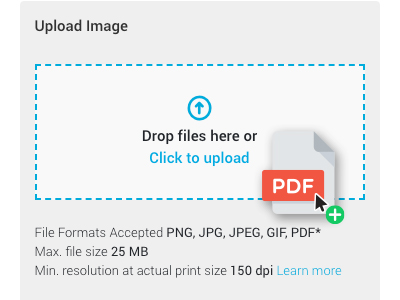 Upload Image
Drop files here or
Click to upload
PDF
File Formats Accepted PNG, JPG, JPEG, GIF, PDF*
Max. file size 25 MB
Min. resolution at actual print size 150 dpi Learn more